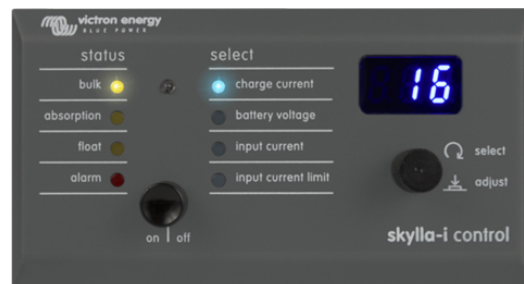 victron energy
BLUE POWER
status
bulk
absorption
float
alarm
on | off
select
charge current
battery voltage
input current
input current limit
16
select
adjust
skylla-i control